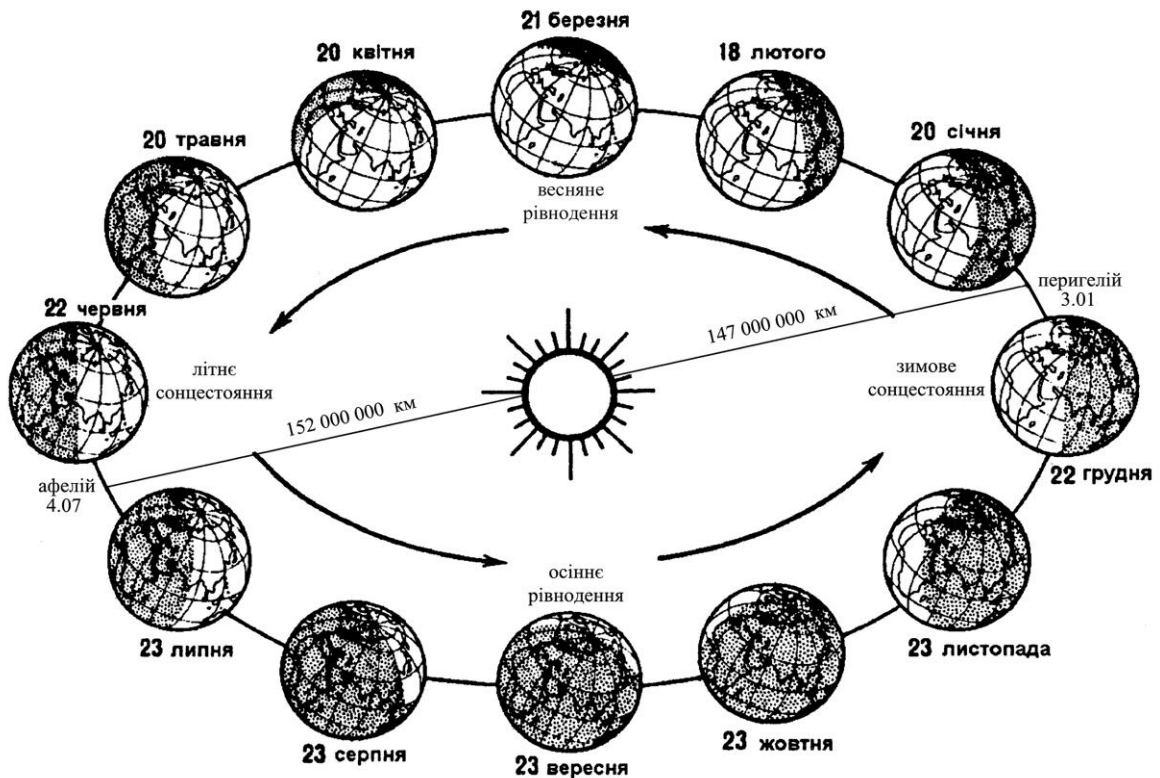 21 березня
20 квітня
18 лютого
20 травня
20 січня
весняне
рівнодення
перигелій
3.01
22 червня
147 000 000 км
літнє
сонцестояння
зимове
сонцестояння
152 000 000 км
афелій
4.07
22 грудня
осіннє
рівнодення
23 липня
23 листопада
23 серпня
23 вересня
23 жовтня